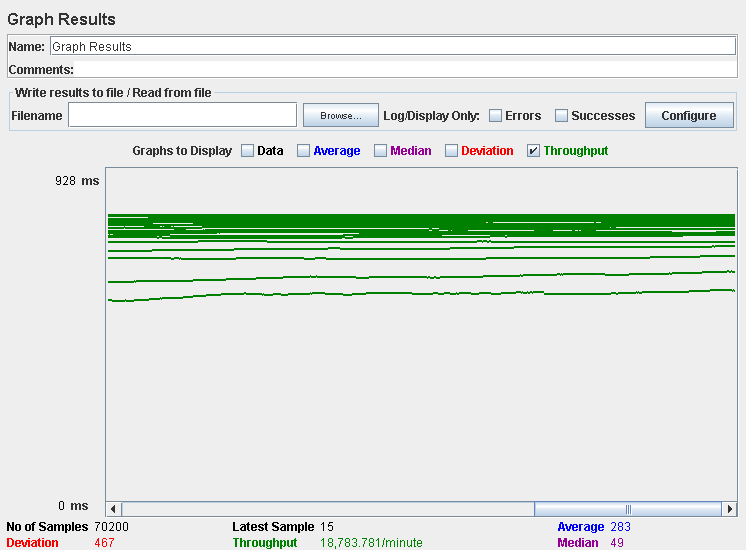 Graph Results
Name: Graph Results
Comments:
Write results to file / Read from file
Filename Browse... Log/Display Only: Errors Successes Configure
Graphs to Display Data Average Median Deviation Throughput
928 ms
0 ms
No of Samples 70200 Latest Sample 15 Average 283
Deviation 467 Throughput 18,783.781/minute Median 49